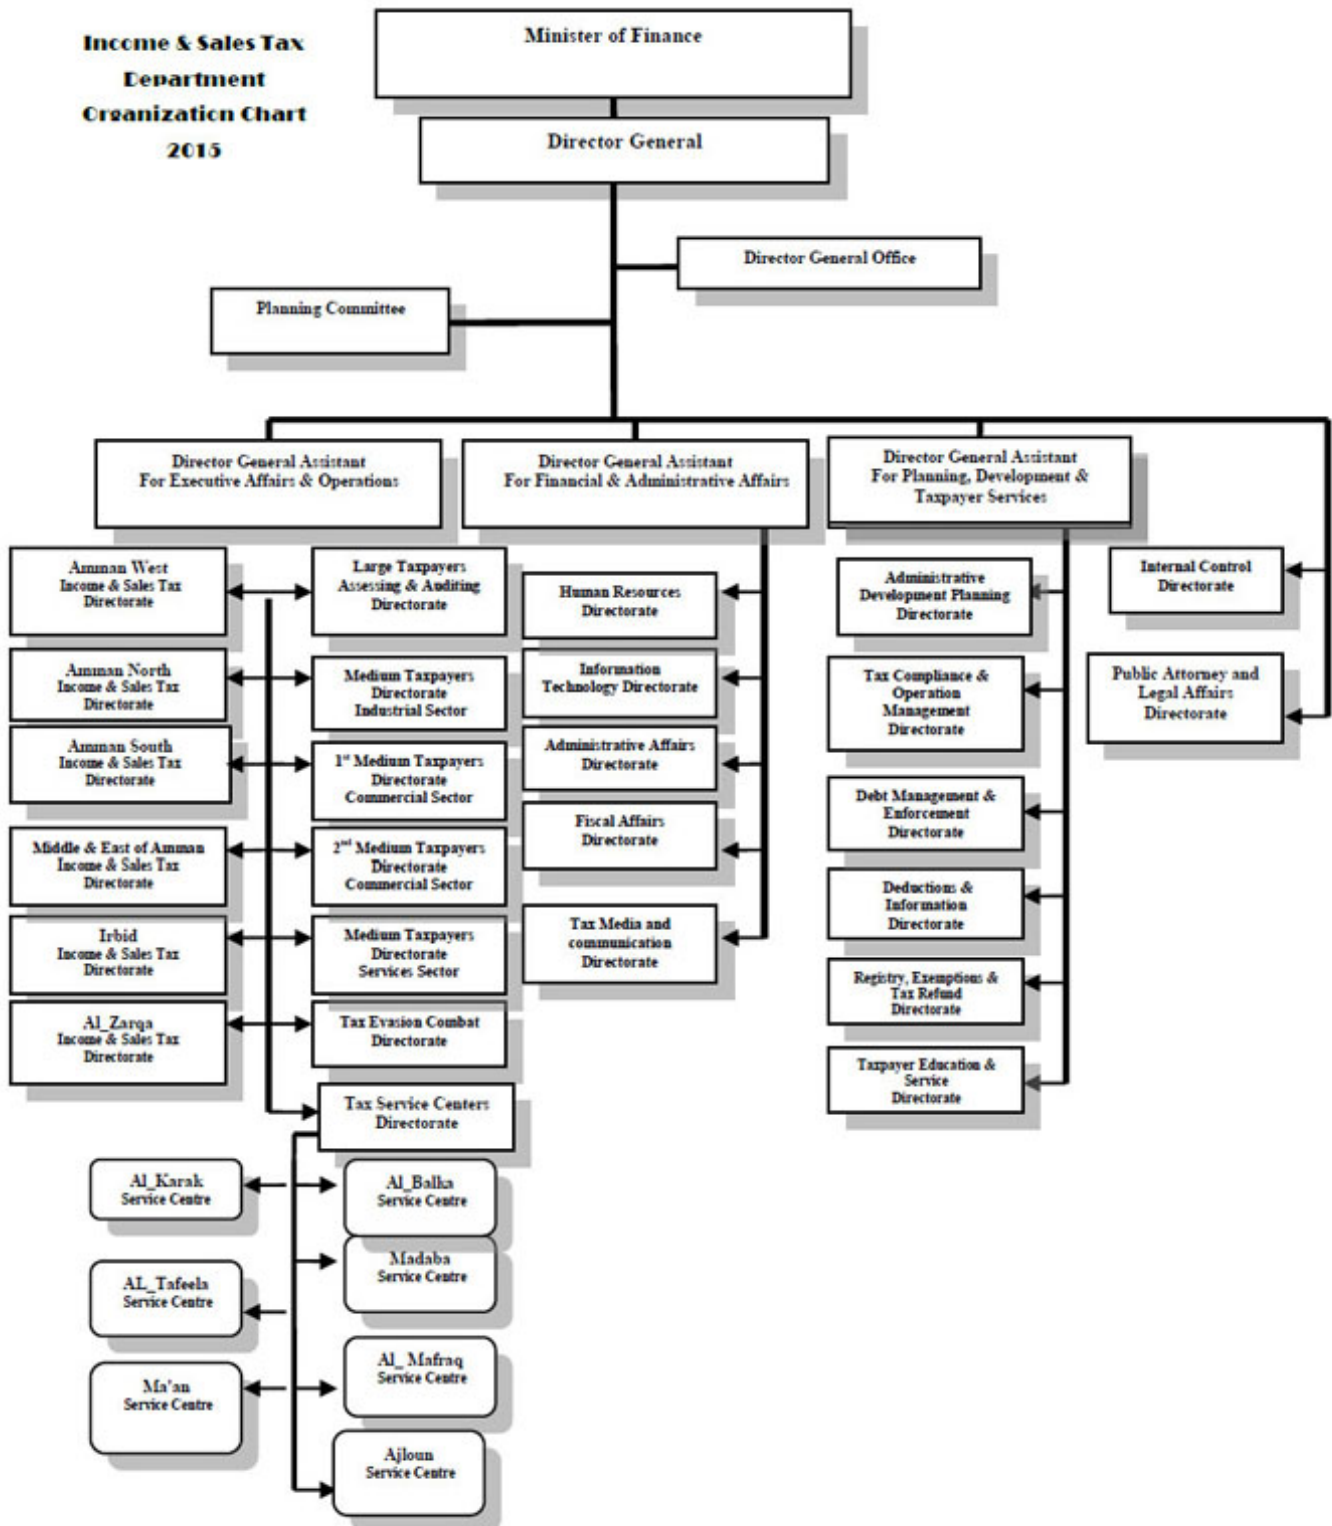 Income & Sales Tax
Department
Organization Chart
2015
Minister of Finance
Director General
Director General Office
Planning Committee
Director General Assistant
For Executive Affairs & Operations
Director General Assistant
For Financial & Administrative Affairs
Director General Assistant
For Planning, Development &
Taxpayer Services
Amman West
Income & Sales Tax
Directorate
Amman North
Income & Sales Tax
Directorate
Amman South
Income & Sales Tax
Directorate
Middle & East of Amman
Income & Sales Tax
Directorate
Irbid
Income & Sales Tax
Directorate
Al_Zarqa
Income & Sales Tax
Directorate
Large Taxpayers
Assessing & Auditing
Directorate
Medium Taxpayers
Directorate
Industrial Sector
1st Medium Taxpayers
Directorate
Commercial Sector
2nd Medium Taxpayers
Directorate
Commercial Sector
Medium Taxpayers
Directorate
Services Sector
Tax Evasion Combat
Directorate
Tax Service Centers
Directorate
Al_Karak
Service Centre
AL_Tafeela
Service Centre
Ma'an
Service Centre
Al_Balka
Service Centre
Madaba
Service Centre
Al_ Mafraq
Service Centre
Ajloun
Service Centre
Human Resources
Directorate
Information
Technology Directorate
Administrative Affairs
Directorate
Fiscal Affairs
Directorate
Tax Media and
communication
Directorate
Administrative
Development Planning
Directorate
Tax Compliance &
Operation
Management
Directorate
Debt Management &
Enforcement
Directorate
Deductions &
Information
Directorate
Registry, Exemptions &
Tax Refund
Directorate
Taxpayer Education &
Service
Directorate
Internal Control
Directorate
Public Attorney and
Legal Affairs
Directorate